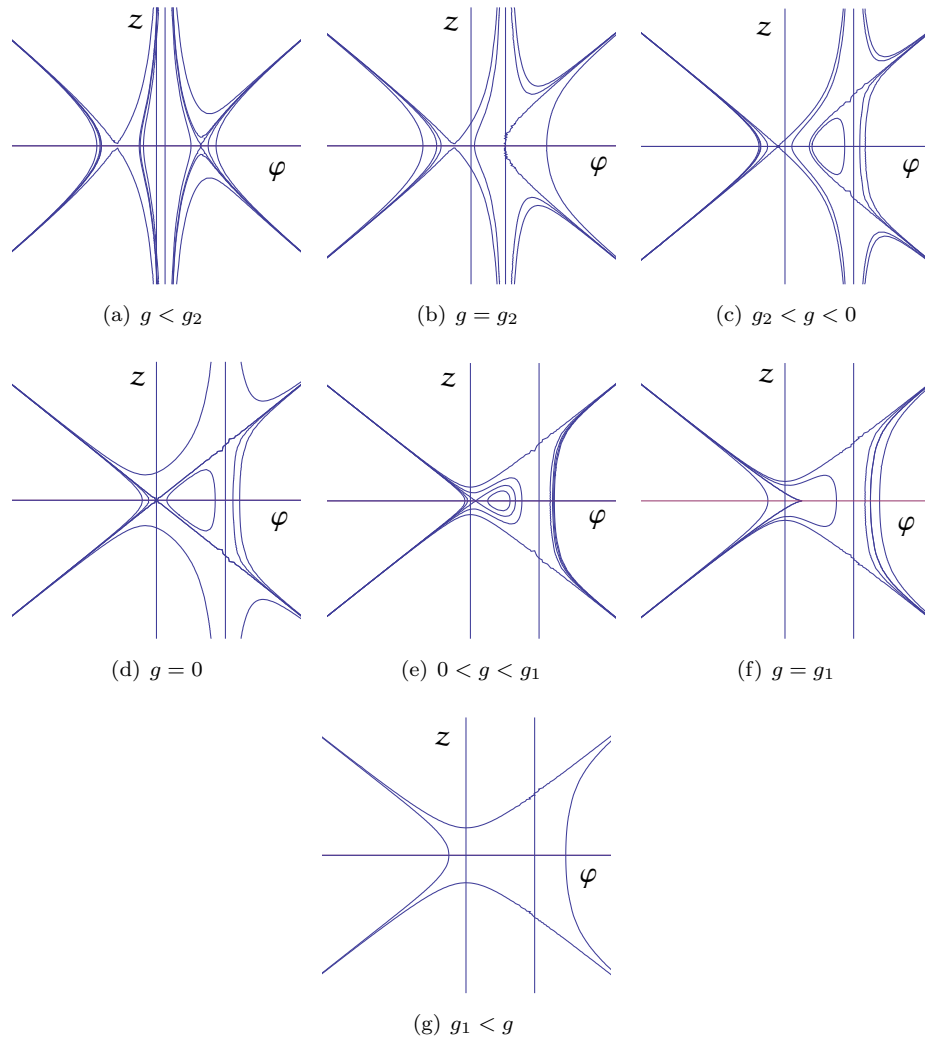 z z z
φ φ φ
(a) g < g₂ (b) g = g₂ (c) g₂ < g < 0
z z z
φ φ φ
(d) g = 0 (e) 0 < g < g₁ (f) g = g₁
z
φ
(g) g₁ < g